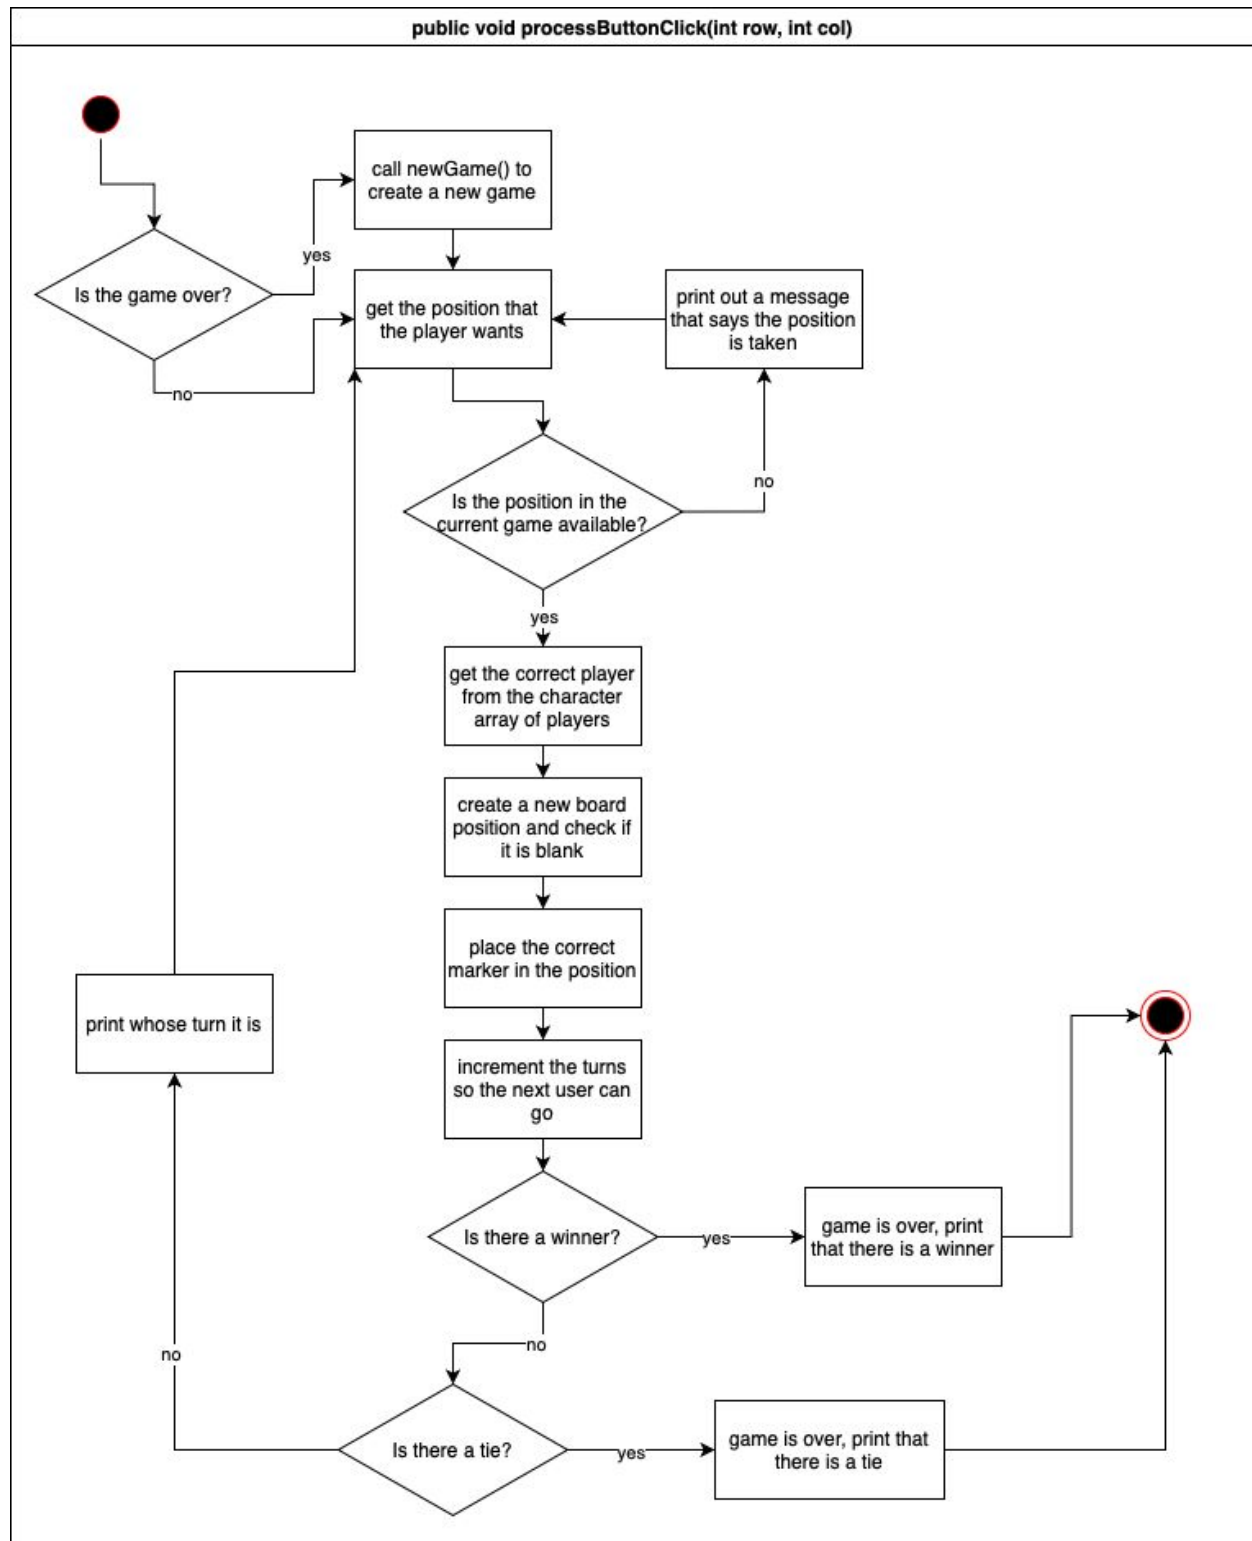 public void processButtonClick(int row, int col)
call newGame() to
create a new game
yes
Is the game over?
get the position that
the player wants
print out a message
that says the position
is taken
no
no
Is the position in the
current game available?
yes
get the correct player
from the character
array of players
create a new board
position and check if
it is blank
place the correct
marker in the position
print whose turn it is
increment the turns
so the next user can
go
Is there a winner?
yes
game is over, print
that there is a winner
no
no
Is there a tie?
yes
game is over, print that
there is a tie